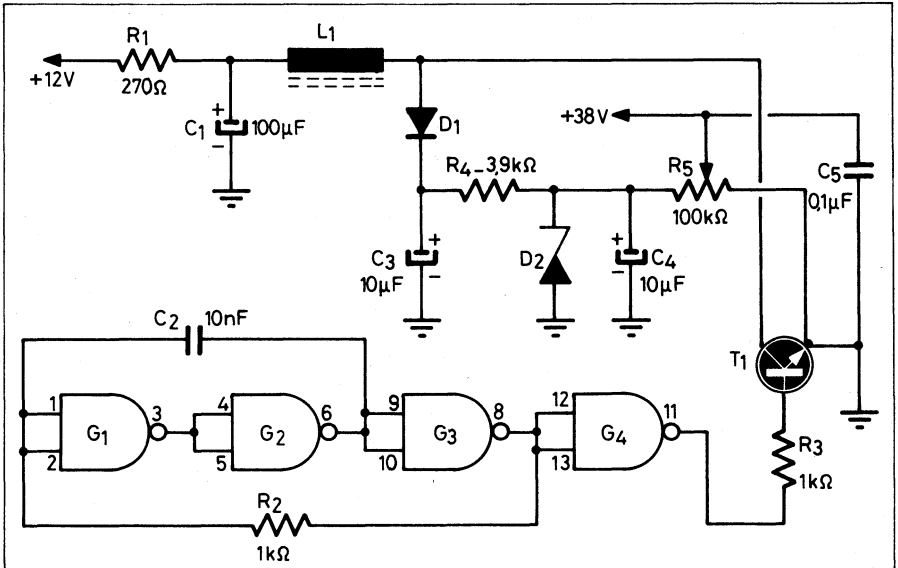 R1
L1
+12V
270Ω
+
C1
100µF
−
D1
+38V
R4_3,9kΩ
R5
C5
100kΩ
0,1µF
+
C3
10µF
−
D2
+
C4
−
10µF
C2
10nF
T1
1
2
3
G1
4
5
6
G2
9
10
8
G3
12
13
11
G4
R3
1kΩ
R2
1kΩ